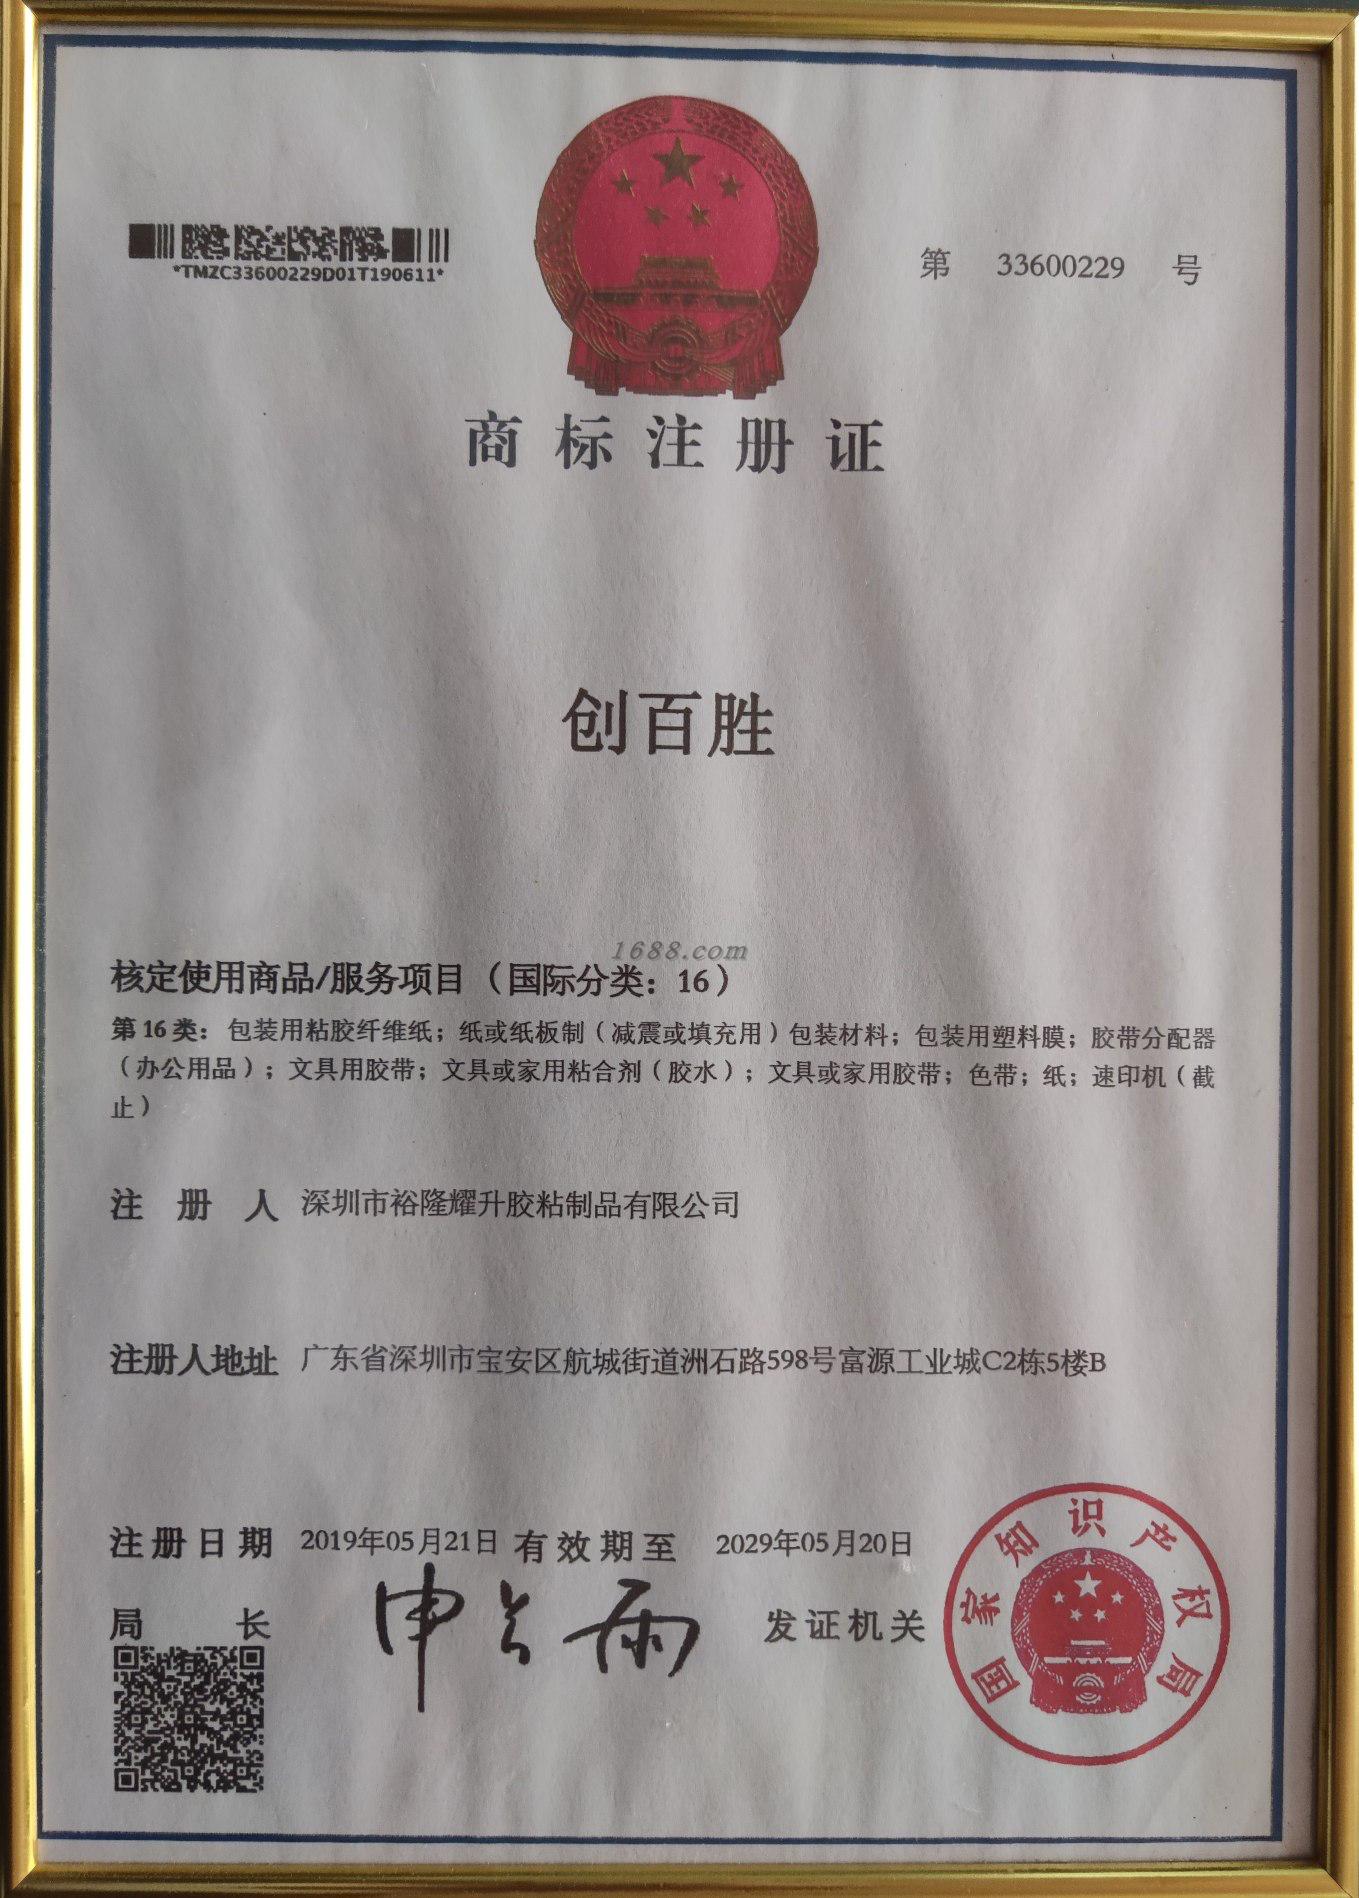 *TMZC33600229D01T190611*
第 33600229 号
商标注册证
创百胜
1688.com
核定使用商品/服务项目（国际分类：16）
第16类：包装用粘胶纤维纸；纸或纸板制（减震或填充用）包装材料；包装用塑料膜；胶带分配器
（办公用品）；文具用胶带；文具或家用粘合剂（胶水）；文具或家用胶带；色带；纸；速印机（截
止）
注册人 深圳市裕隆耀升胶粘制品有限公司
注册人地址 广东省深圳市宝安区航城街道洲石路598号富源工业城C2栋5楼B
注册日期 2019年05月21日 有效期至 2029年05月20日
局长 申长雨 发证机关
国家知识产权局